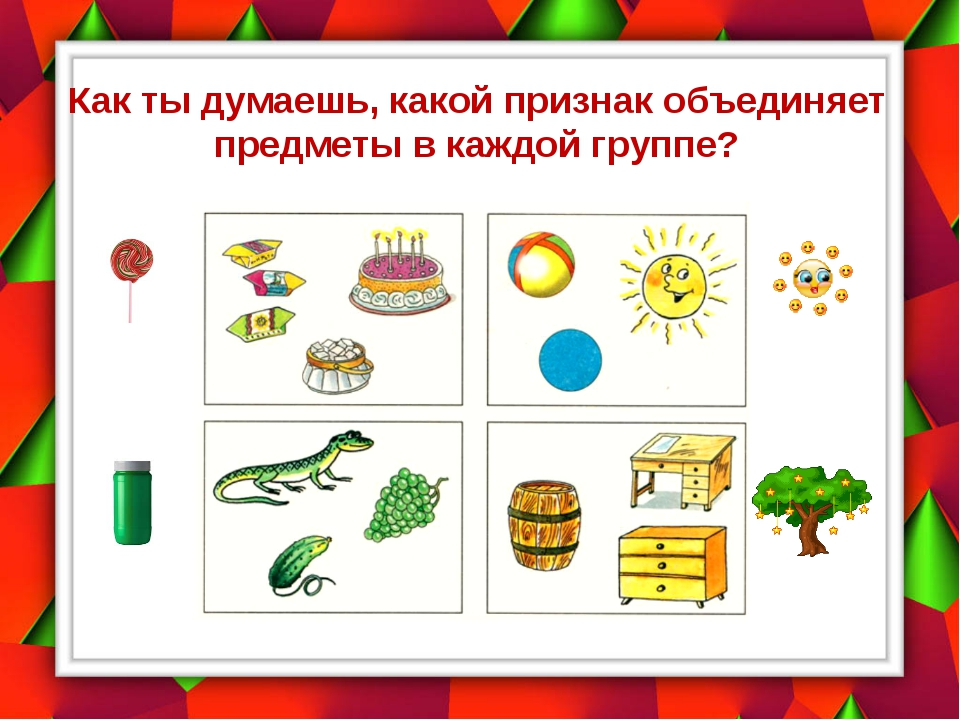 Как ты думаешь, какой признак объединяет
предметы в каждой группе?